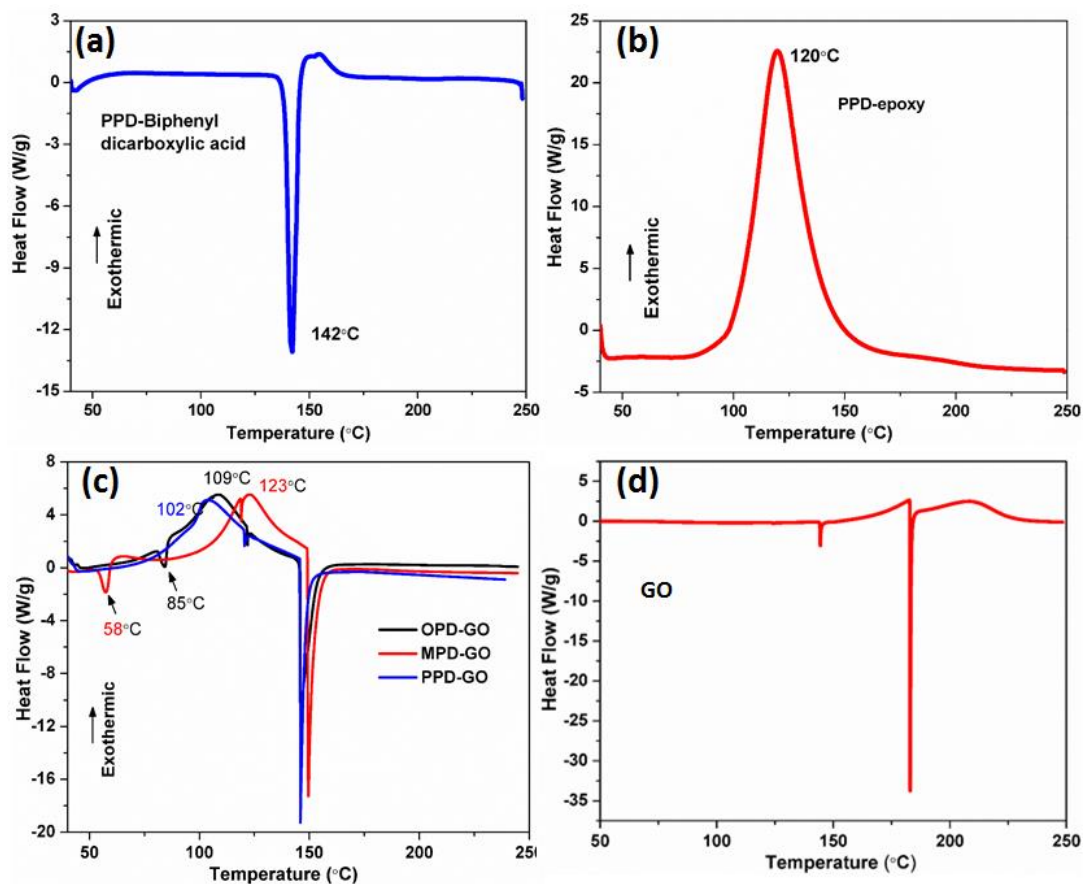 (a)
3
0
-3
-6
-9
-12
-15
Heat Flow (W/g)
PPD-Biphenyl
dicarboxylic acid
Exothermic
142°C
50
100
150
200
250
Temperature (°C)
(b)
25
20
15
10
5
0
-5
Heat Flow (W/g)
120°C
PPD-epoxy
Exothermic
50
100
150
200
250
Temperature (°C)
(c)
8
4
0
-4
-8
-12
-16
-20
Heat Flow (W/g)
109°C
102°C
123°C
85°C
58°C
OPD-GO
MPD-GO
PPD-GO
Exothermic
50
100
150
200
250
Temperature (°C)
(d)
5
0
-5
-10
-15
-20
-25
-30
-35
Heat Flow (W/g)
GO
50
100
150
200
250
Temperature (°C)